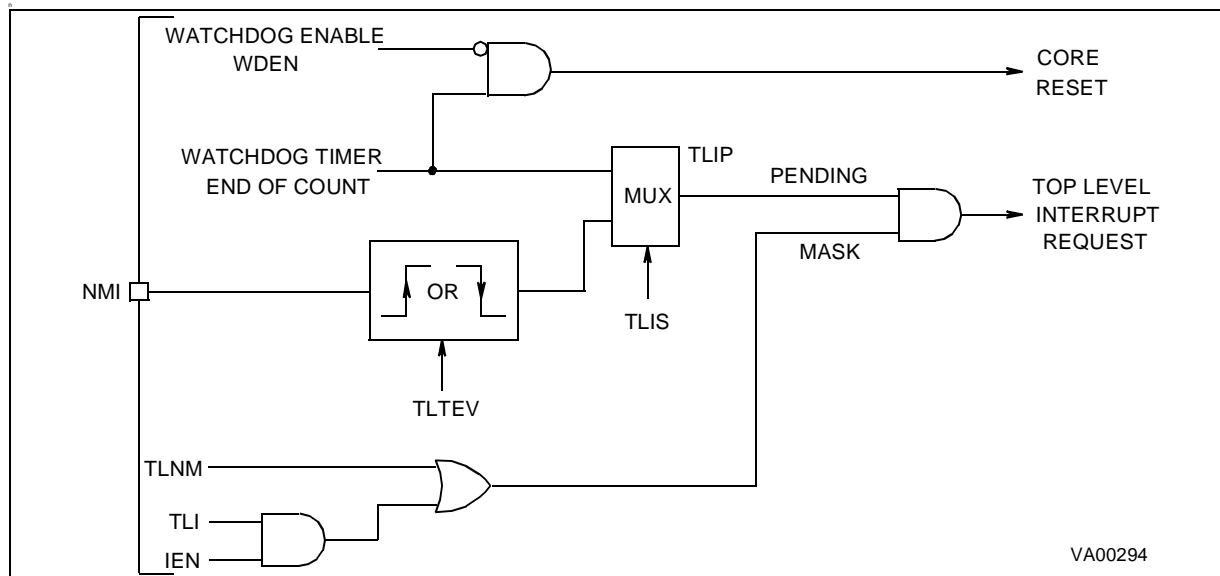 WATCHDOG ENABLE
WDEN
CORE
RESET
WATCHDOG TIMER
END OF COUNT
TLIP
MUX
PENDING
TOP LEVEL
INTERRUPT
REQUEST
MASK
NMI
OR
TLIS
TLTEV
TLNM
TLI
IEN
VA00294